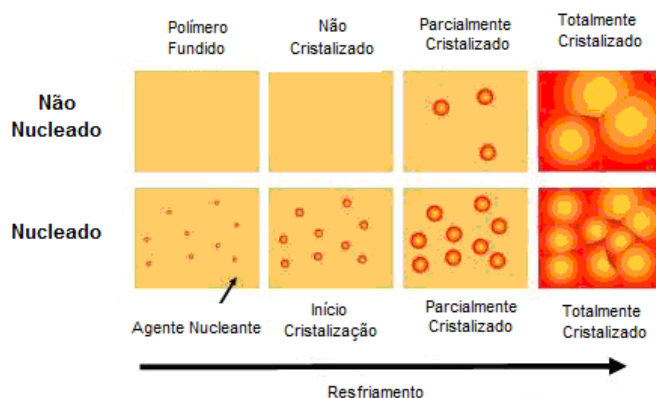 Polímero
Fundido
Não
Cristalizado
Parcialmente
Cristalizado
Totalmente
Cristalizado
Não
Nucleado
Nucleado
Agente Nucleante
Início
Cristalização
Parcialmente
Cristalizado
Totalmente
Cristalizado
Resfriamento